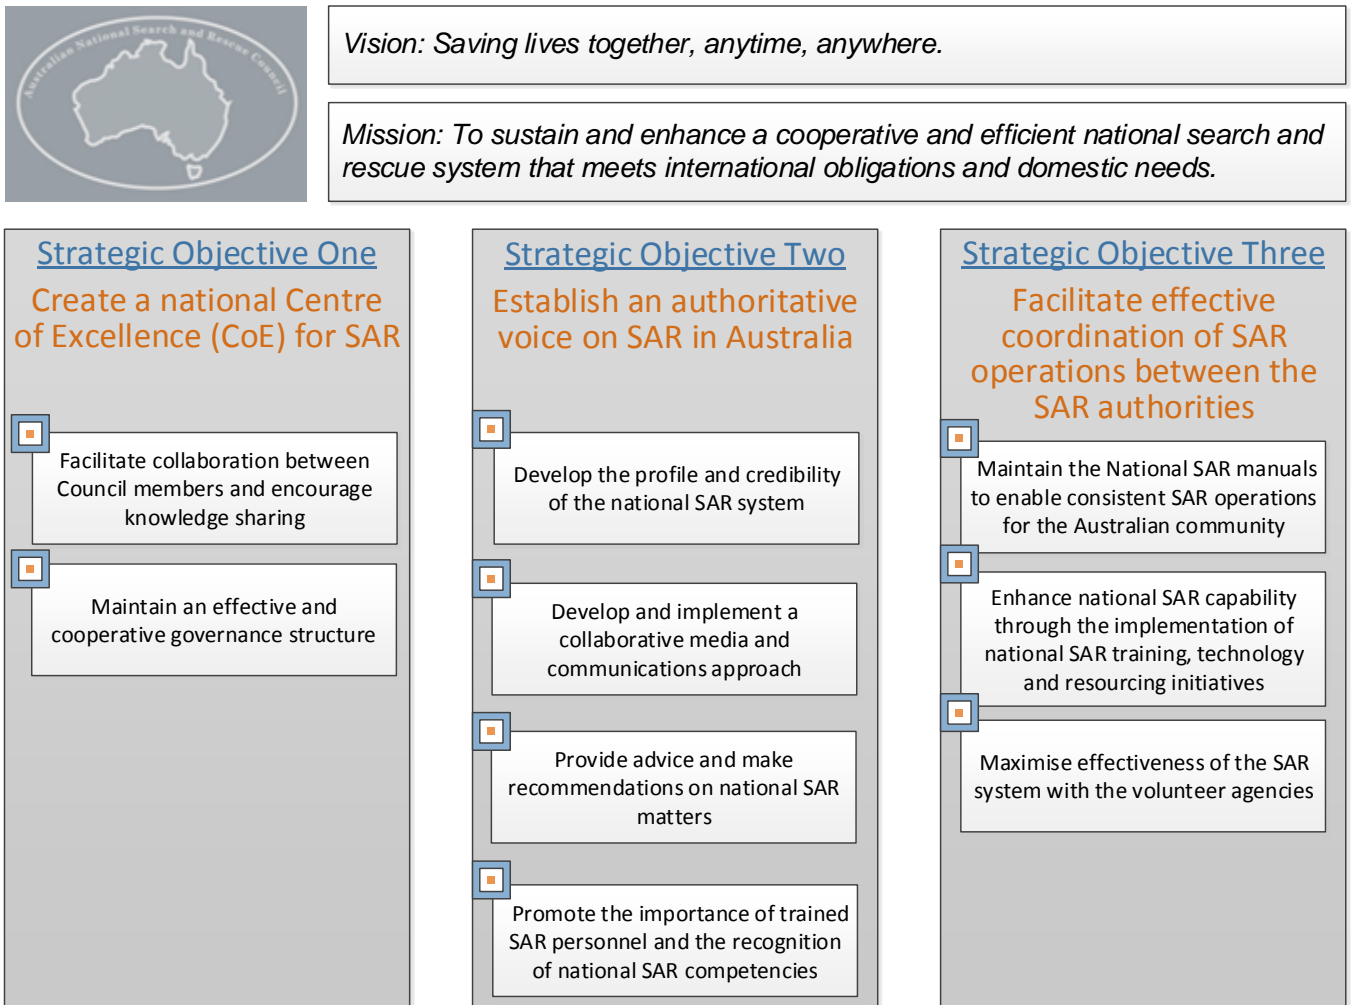 Australian National Search and Rescue Council
Vision: Saving lives together, anytime, anywhere.
Mission: To sustain and enhance a cooperative and efficient national search and
rescue system that meets international obligations and domestic needs.
Strategic Objective One
Create a national Centre
of Excellence (CoE) for SAR
Facilitate collaboration between
Council members and encourage
knowledge sharing
Maintain an effective and
cooperative governance structure
Strategic Objective Two
Establish an authoritative
voice on SAR in Australia
Develop the profile and credibility
of the national SAR system
Develop and implement a
collaborative media and
communications approach
Provide advice and make
recommendations on national SAR
matters
Promote the importance of trained
SAR personnel and the recognition
of national SAR competencies
Strategic Objective Three
Facilitate effective
coordination of SAR
operations between the
SAR authorities
Maintain the National SAR manuals
to enable consistent SAR operations
for the Australian community
Enhance national SAR capability
through the implementation of
national SAR training, technology
and resourcing initiatives
Maximise effectiveness of the SAR
system with the volunteer agencies